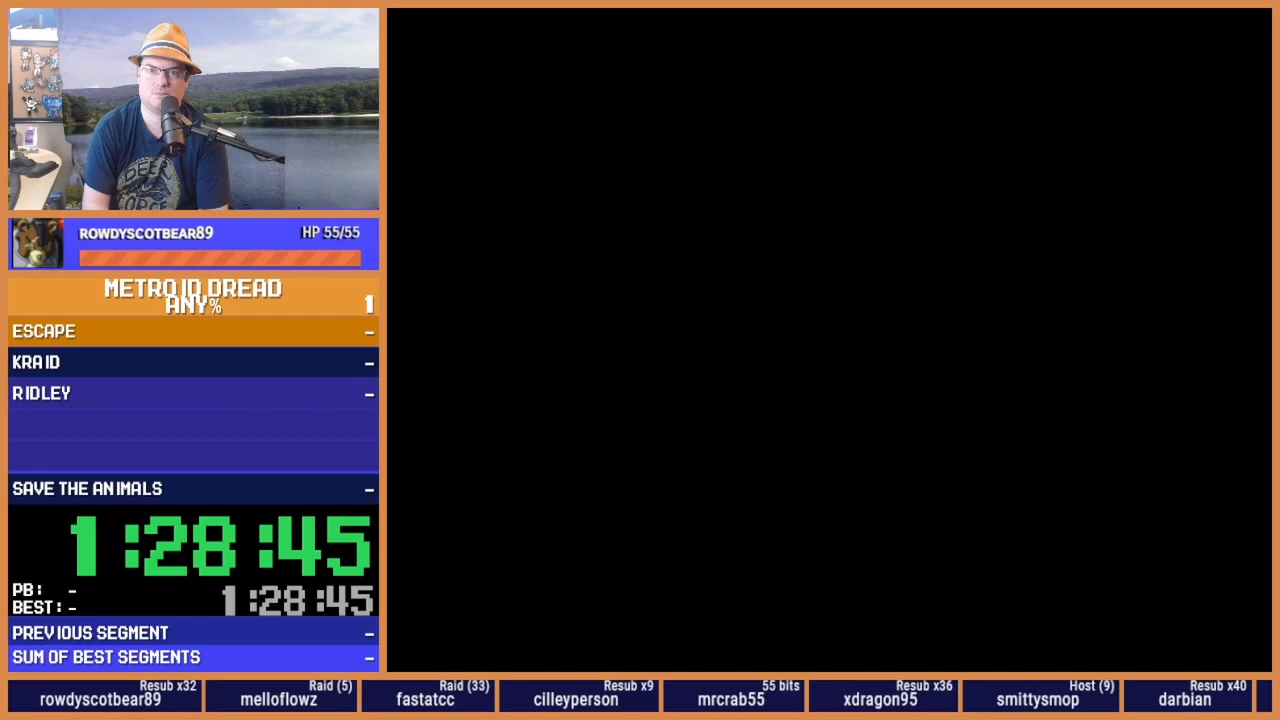 DEER
FORCE
ROWDYSCOTBEAR89 HP 55/55
METROID DREAD
ANY% 1
ESCAPE -
KRAID -
RIDLEY -
SAVE THE ANIMALS -
1:28:45
PB: -
BEST: - 1:28:45
PREVIOUS SEGMENT -
SUM OF BEST SEGMENTS -
Resub x32
rowdyscotbear89
Raid (5)
melloflowz
Raid (33)
fastatcc
Resub x9
cilleyperson
55 bits
mrcrab55
Resub x36
xdragon95
Host (9)
smittysmop
Resub x40
darbian